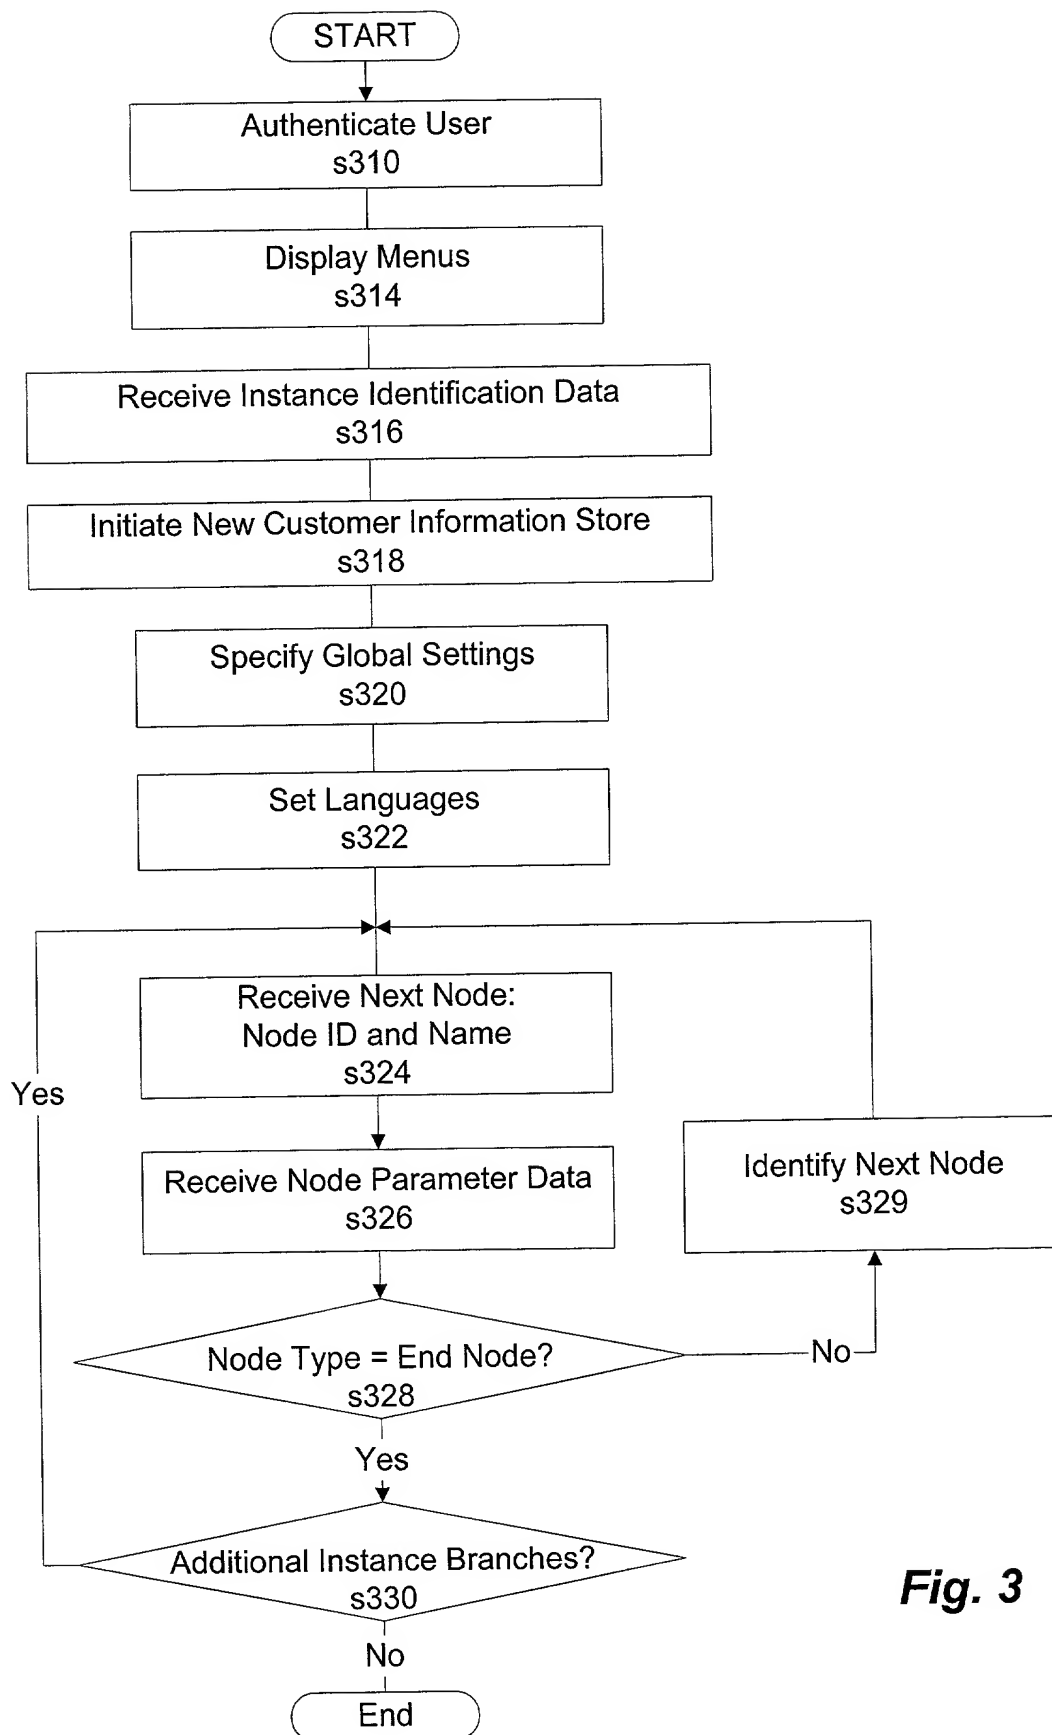 START
Authenticate User
s310
Display Menus
s314
Receive Instance Identification Data
s316
Initiate New Customer Information Store
s318
Specify Global Settings
s320
Set Languages
s322
Receive Next Node:
Node ID and Name
s324
Yes
Receive Node Parameter Data
s326
Identify Next Node
s329
Node Type = End Node?
s328
No
Yes
Additional Instance Branches?
s330
Fig. 3
No
End